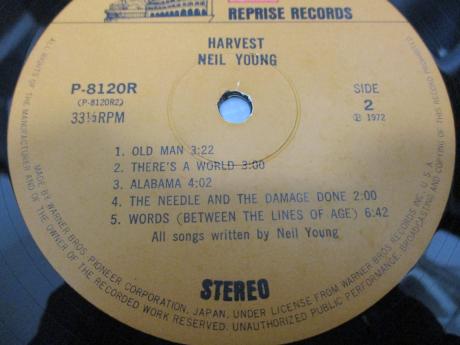 REPRISE RECORDS
HARVEST
NEIL YOUNG
P-8120R
(P-8120R2)
33⅓RPM
SIDE
2
Ⓟ 1972
1. OLD MAN 3:22
2. THERE'S A WORLD 3:00
3. ALABAMA 4:02
4. THE NEEDLE AND THE DAMAGE DONE 2:00
5. WORDS (BETWEEN THE LINES OF AGE) 6:42
All songs written by Neil Young
STEREO
MADE BY WARNER BROS. PIONEER CORPORATION, JAPAN, UNDER LICENSE FROM WARNER BROS. RECORDS INC., U.S.A.
ALL RIGHTS OF THE MANUFACTURER AND OF THE OWNER OF THE RECORDED WORK RESERVED. UNAUTHORIZED PUBLIC PERFORMANCE, BROADCASTING AND COPYING OF THIS RECORD PROHIBITED